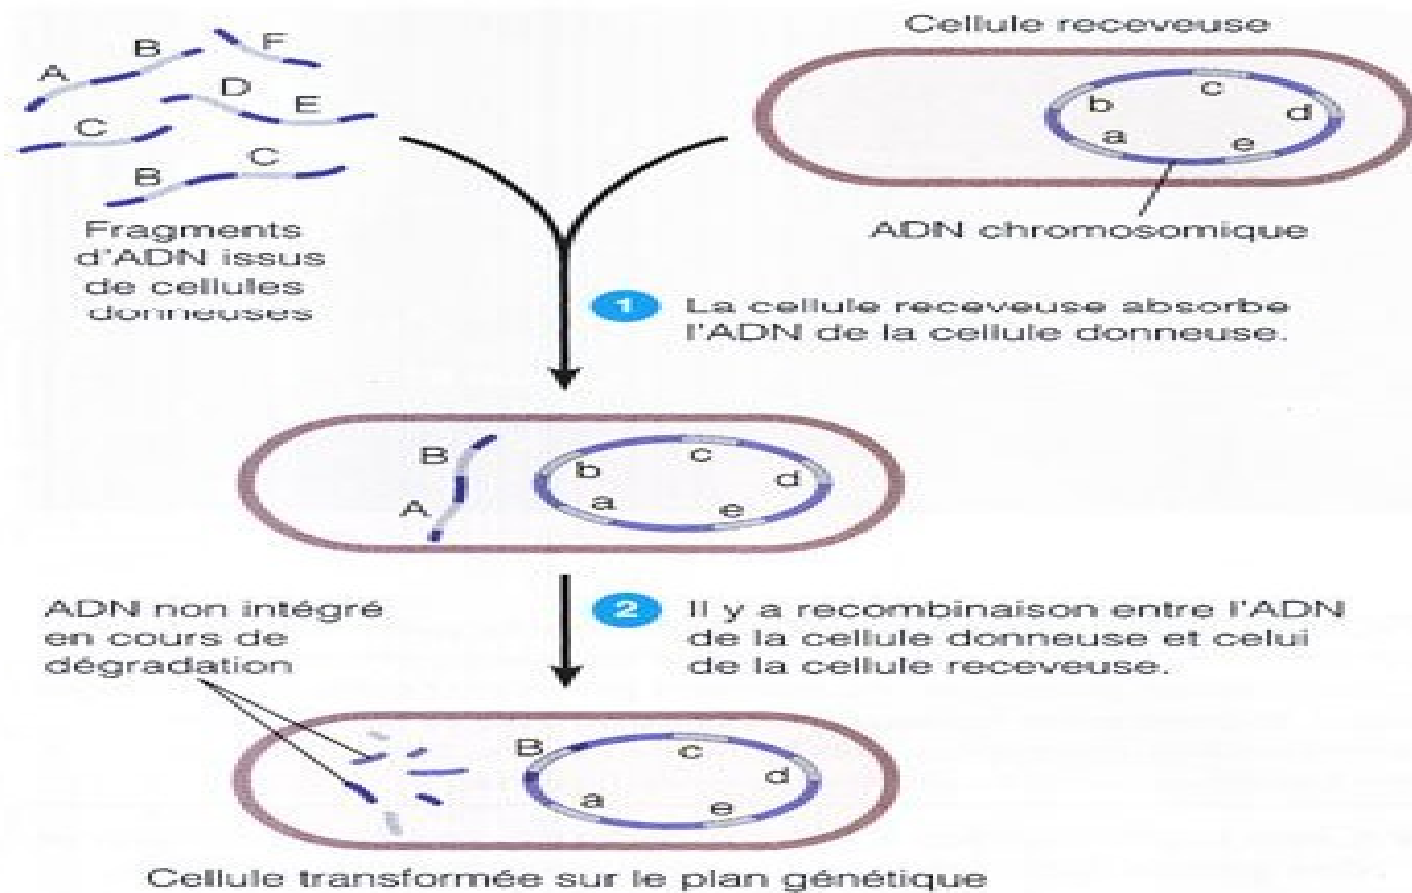 A
B
F
D
E
C
B
C
Fragments
d'ADN issus
de cellules
donneuses
Cellule receveuse
b
c
d
a
e
ADN chromosomique
1 La cellule receveuse absorbe
l'ADN de la cellule donneuse.
B
A
b
c
d
a
e
2 Il y a recombinaison entre l'ADN
de la cellule donneuse et celui
de la cellule receveuse.
ADN non intégré
en cours de
dégradation
B
c
d
a
e
Cellule transformée sur le plan génétique